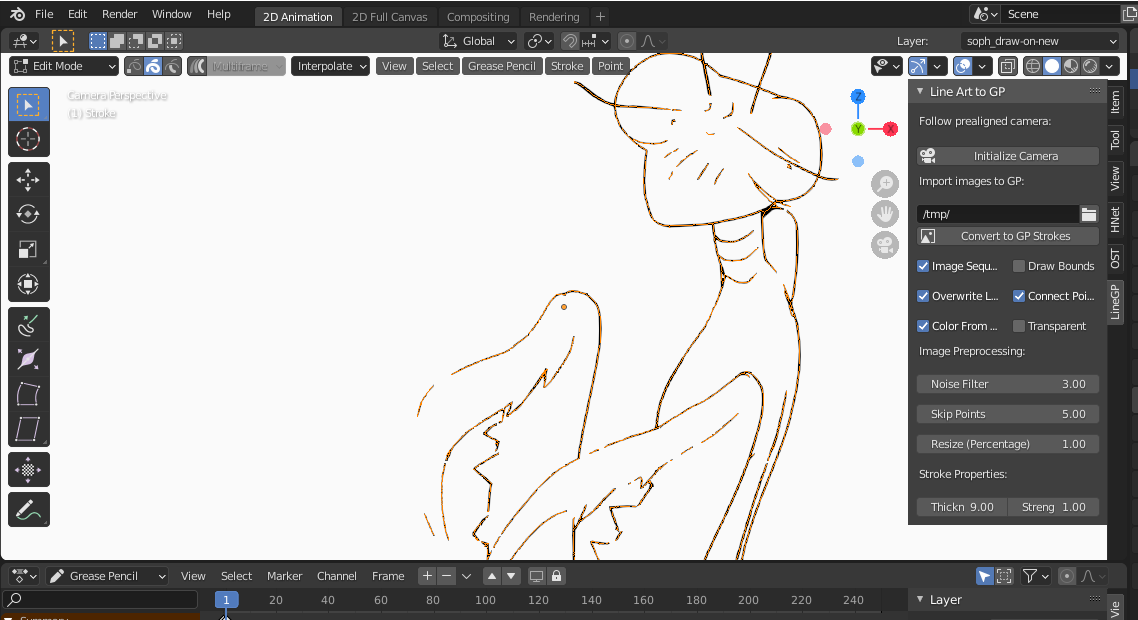 File Edit Render Window Help 2D Animation 2D Full Canvas Compositing Rendering + Scene
Global Layer: soph_draw-on-new
Edit Mode Multiframe Interpolate View Select Grease Pencil Stroke Point
Camera Perspective
(1) Stroke
Z
Y
X
Line Art to GP
Follow prealigned camera:
Initialize Camera
Import images to GP:
/tmp/
Convert to GP Strokes
Image Sequ... Draw Bounds
Overwrite L... Connect Poi...
Color From ... Transparent
Image Preprocessing:
Noise Filter 3.00
Skip Points 5.00
Resize (Percentage) 1.00
Stroke Properties:
Thickn 9.00 Streng 1.00
Item
Tool
View
HNet
OST
LineGP
Grease Pencil View Select Marker Channel Frame
1 20 40 60 80 100 120 140 160 180 200 220 240
Layer
Vie
Summary